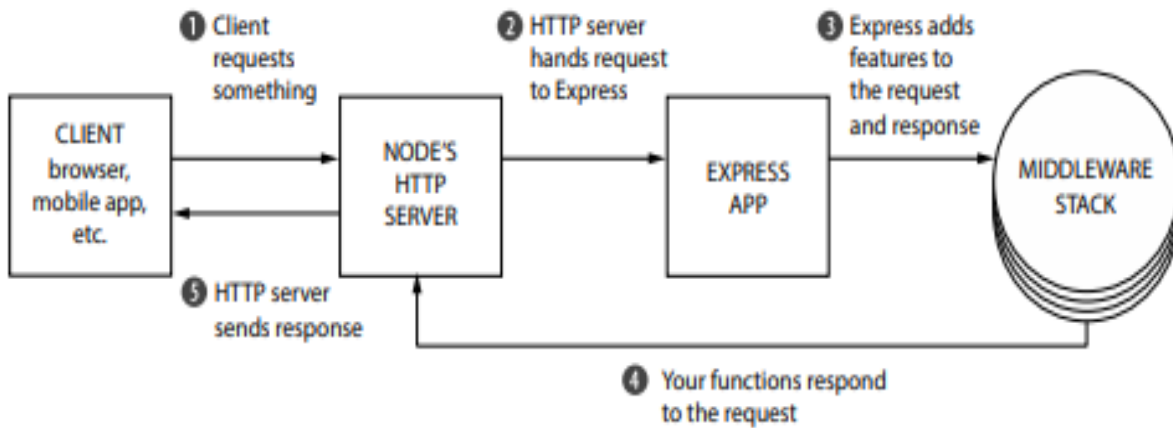 1 Client
requests
something
2 HTTP server
hands request
to Express
3 Express adds
features to
the request
and response
CLIENT
browser,
mobile app,
etc.
NODE'S
HTTP
SERVER
EXPRESS
APP
MIDDLEWARE
STACK
5 HTTP server
sends response
4 Your functions respond
to the request